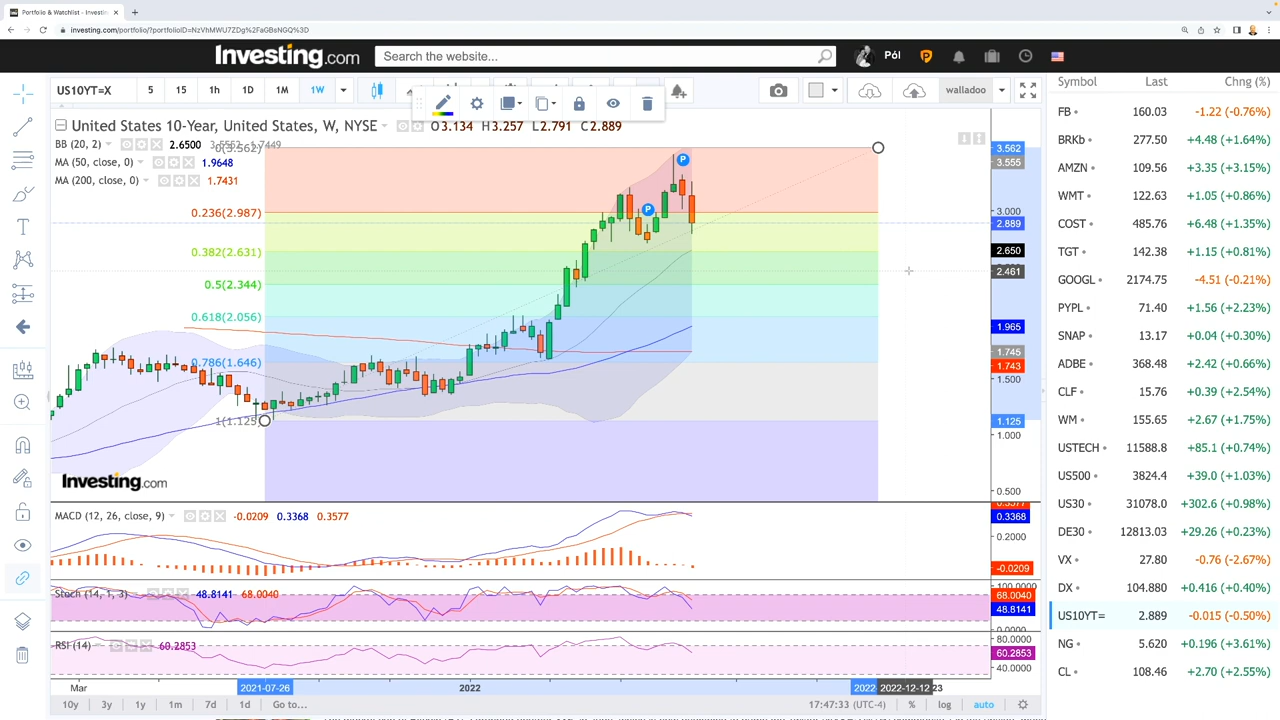 Portfolio & Watchlist - Investi
investing.com/portfolio/?portfolioID=NzVhMWU7ZDg%2FaGBsNGQ%3D
Investing.com
Search the website...
Pól
US10YT=X
5
15
1h
1D
1M
1W
walladoo
United States 10-Year, United States, W, NYSE
O3.134 H3.257 L2.791 C2.889
BB (20, 2)
2.6500
MA (50, close, 0)
1.9648
MA (200, close, 0)
1.7431
0(3.562)
0.236(2.987)
0.382(2.631)
0.5(2.344)
0.618(2.056)
0.786(1.646)
1(1.125)
P
P
3.562
3.555
3.000
2.889
2.650
2.461
1.965
1.745
1.743
1.500
1.125
1.000
0.500
Investing.com
MACD (12, 26, close, 9)
-0.0209 0.3368 0.3577
0.3577
0.3368
0.2000
-0.0209
Stoch (14, 1, 3)
48.8141 68.0040
100.0000
68.0040
48.8141
0.0000
RSI (14)
60.2853
80.0000
60.2853
40.0000
Mar
2021-07-26
2022
2022-
2022-12-12
23
10y
3y
1y
1m
7d
1d
Go to...
17:47:33 (UTC-4)
%
log
auto
Symbol Last Chng (%)
FB 160.03 -1.22 (-0.76%)
BRKb 277.50 +4.48 (+1.64%)
AMZN 109.56 +3.35 (+3.15%)
WMT 122.63 +1.05 (+0.86%)
COST 485.76 +6.48 (+1.35%)
TGT 142.38 +1.15 (+0.81%)
GOOGL 2174.75 -4.51 (-0.21%)
PYPL 71.40 +1.56 (+2.23%)
SNAP 13.17 +0.04 (+0.30%)
ADBE 368.48 +2.42 (+0.66%)
CLF 15.76 +0.39 (+2.54%)
WM 155.65 +2.67 (+1.75%)
USTECH 11588.8 +85.1 (+0.74%)
US500 3824.4 +39.0 (+1.03%)
US30 31078.0 +302.6 (+0.98%)
DE30 12813.03 +29.26 (+0.23%)
VX 27.80 -0.76 (-2.67%)
DX 104.880 +0.416 (+0.40%)
US10YT= 2.889 -0.015 (-0.50%)
NG 5.620 +0.196 (+3.61%)
CL 108.46 +2.70 (+2.55%)